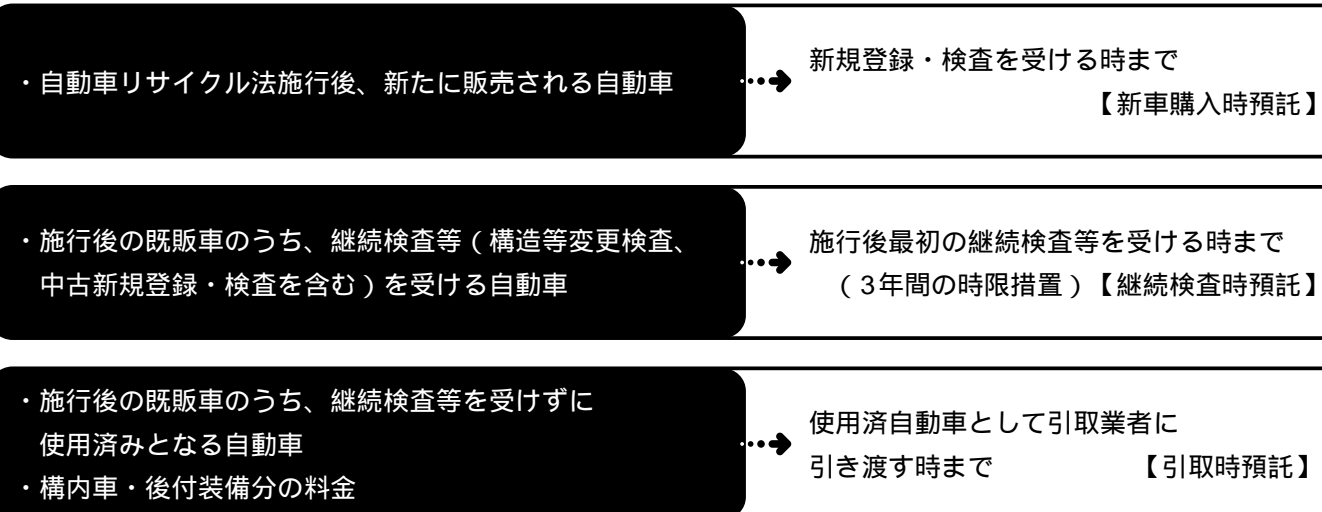 ・自動車リサイクル法施行後、新たに販売される自動車
新規登録・検査を受ける時まで
【新車購入時預託】
・施行後の既販車のうち、継続検査等(構造等変更検査、
中古新規登録・検査を含む)を受ける自動車
施行後最初の継続検査等を受ける時まで
(3年間の時限措置)【継続検査時預託】
・施行後の既販車のうち、継続検査等を受けずに
使用済みとなる自動車
・構内車・後付装備分の料金
使用済自動車として引取業者に
引き渡す時まで 【引取時預託】